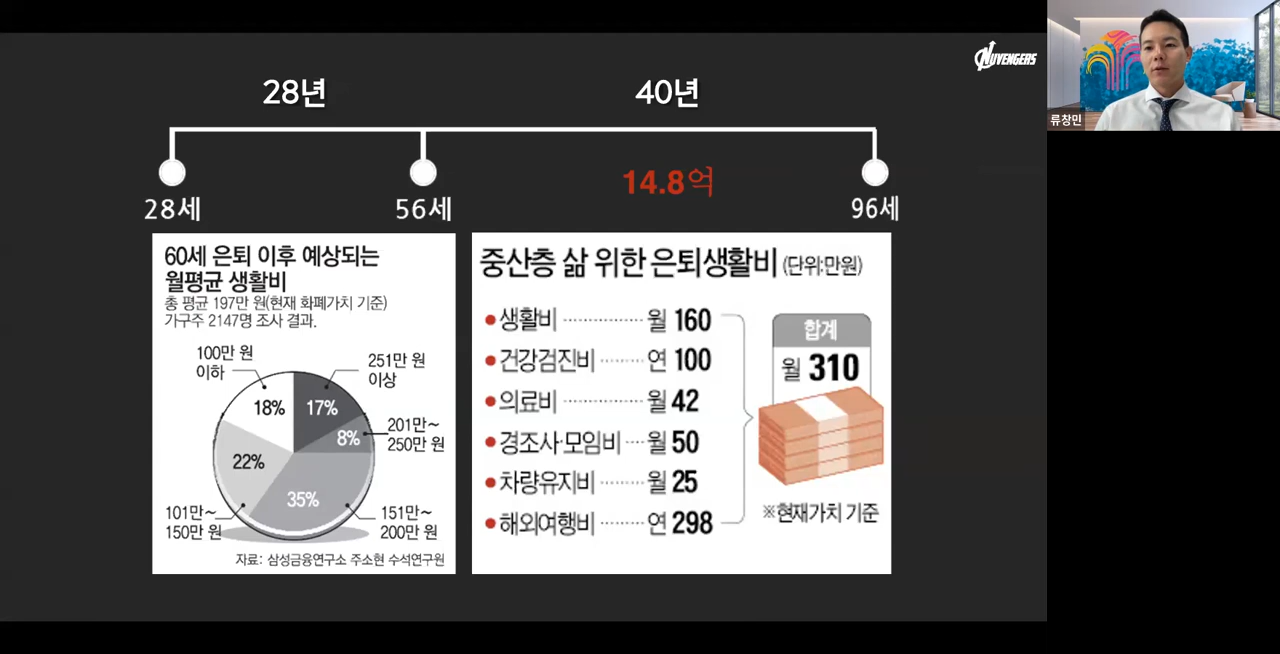 NUVENGERS
류창민
28년
40년
14.8억
28세
56세
96세
60세 은퇴 이후 예상되는
월평균 생활비
총 평균 197만 원(현재 화폐가치 기준)
가구주 2147명 조사 결과.
100만 원
이하
251만 원
이상
18%
17%
201만~
250만 원
8%
22%
35%
101만~
150만 원
151만~
200만 원
자료: 삼성금융연구소 주소현 수석연구원
중산층 삶 위한 은퇴생활비 (단위:만원)
●생활비 ············ 월 160
●건강검진비 ······· 연 100
●의료비 ············ 월 42
●경조사·모임비 ··· 월 50
●차량유지비 ······· 월 25
●해외여행비 ······· 연 298
합계
월 310
※현재가치 기준